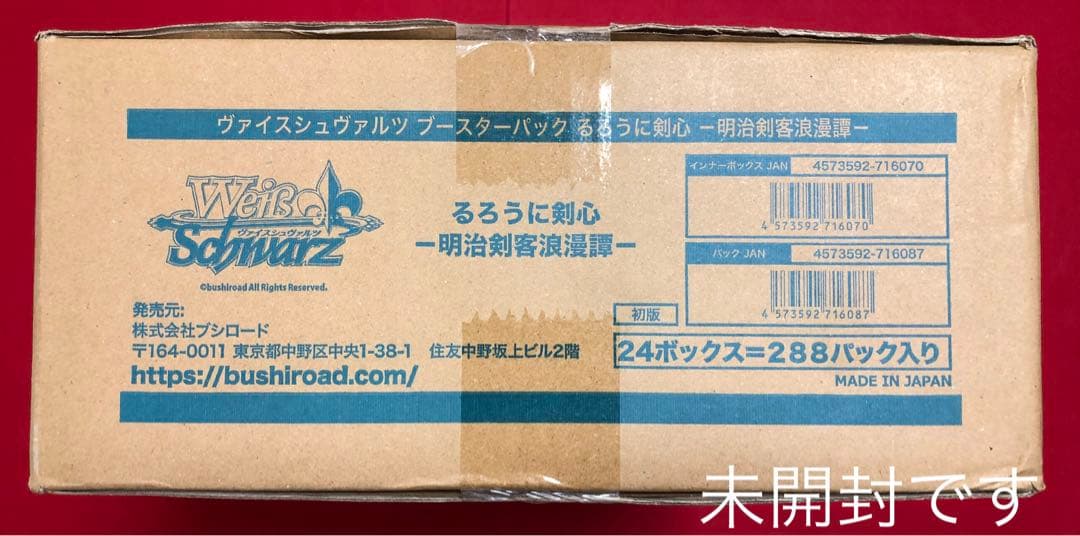 ヴァイスシュヴァルツ ブースターパック るろうに剣心 －明治剣客浪漫譚－
Weiß
ヴァイスシュヴァルツ
Schwarz
©bushiroad All Rights Reserved.
るろうに剣心
－明治剣客浪漫譚－
インナーボックス JAN 4573592-716070
4 573592 716070
パック JAN 4573592-716087
4 573592 716087
発売元:
株式会社ブシロード
〒164-0011 東京都中野区中央1-38-1 住友中野坂上ビル2階
https://bushiroad.com/
初版
24ボックス=288パック入り
MADE IN JAPAN
未開封です